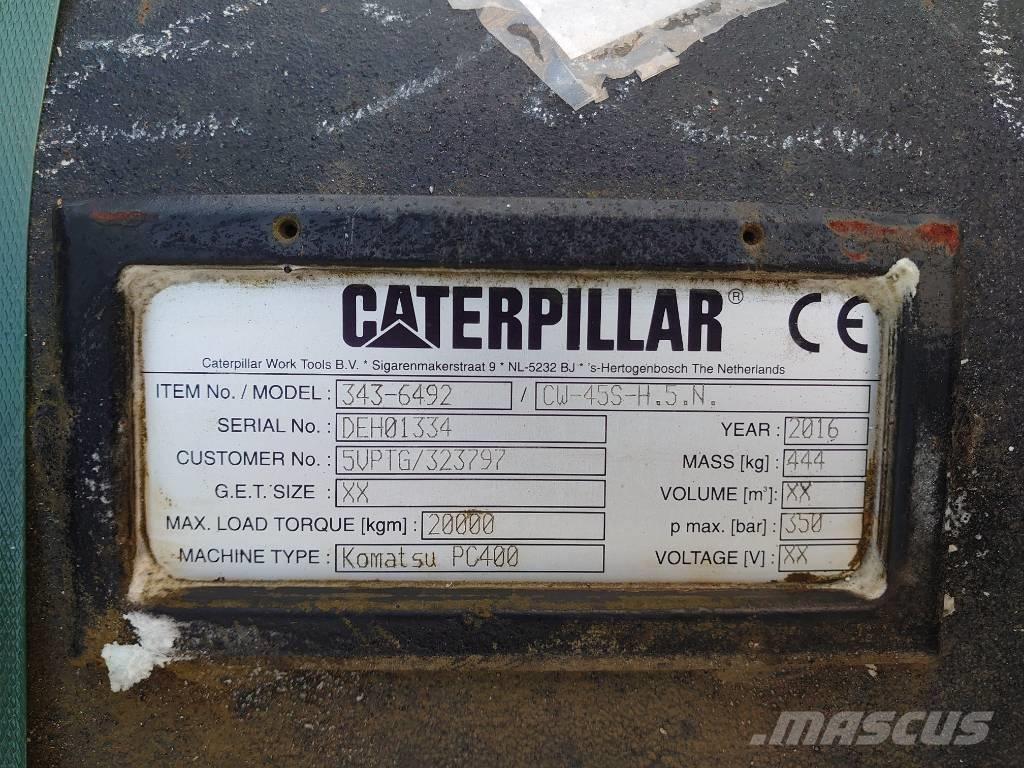 CATERPILLAR® CE
Caterpillar Work Tools B.V. * Sigarenmakerstraat 9 * NL-5232 BJ * 's-Hertogenbosch The Netherlands
ITEM No. / MODEL : 343-6492 / CW-45S-H.5.N.
SERIAL No. : DEH01334 YEAR : 2016
CUSTOMER No. : 5VPTG/323797 MASS [kg] : 444
G.E.T. SIZE : XX VOLUME [m³]: XX
MAX. LOAD TORQUE [kgm] : 20000 p max. [bar] : 350
MACHINE TYPE : Komatsu PC400 VOLTAGE [V] : XX
MASCUS